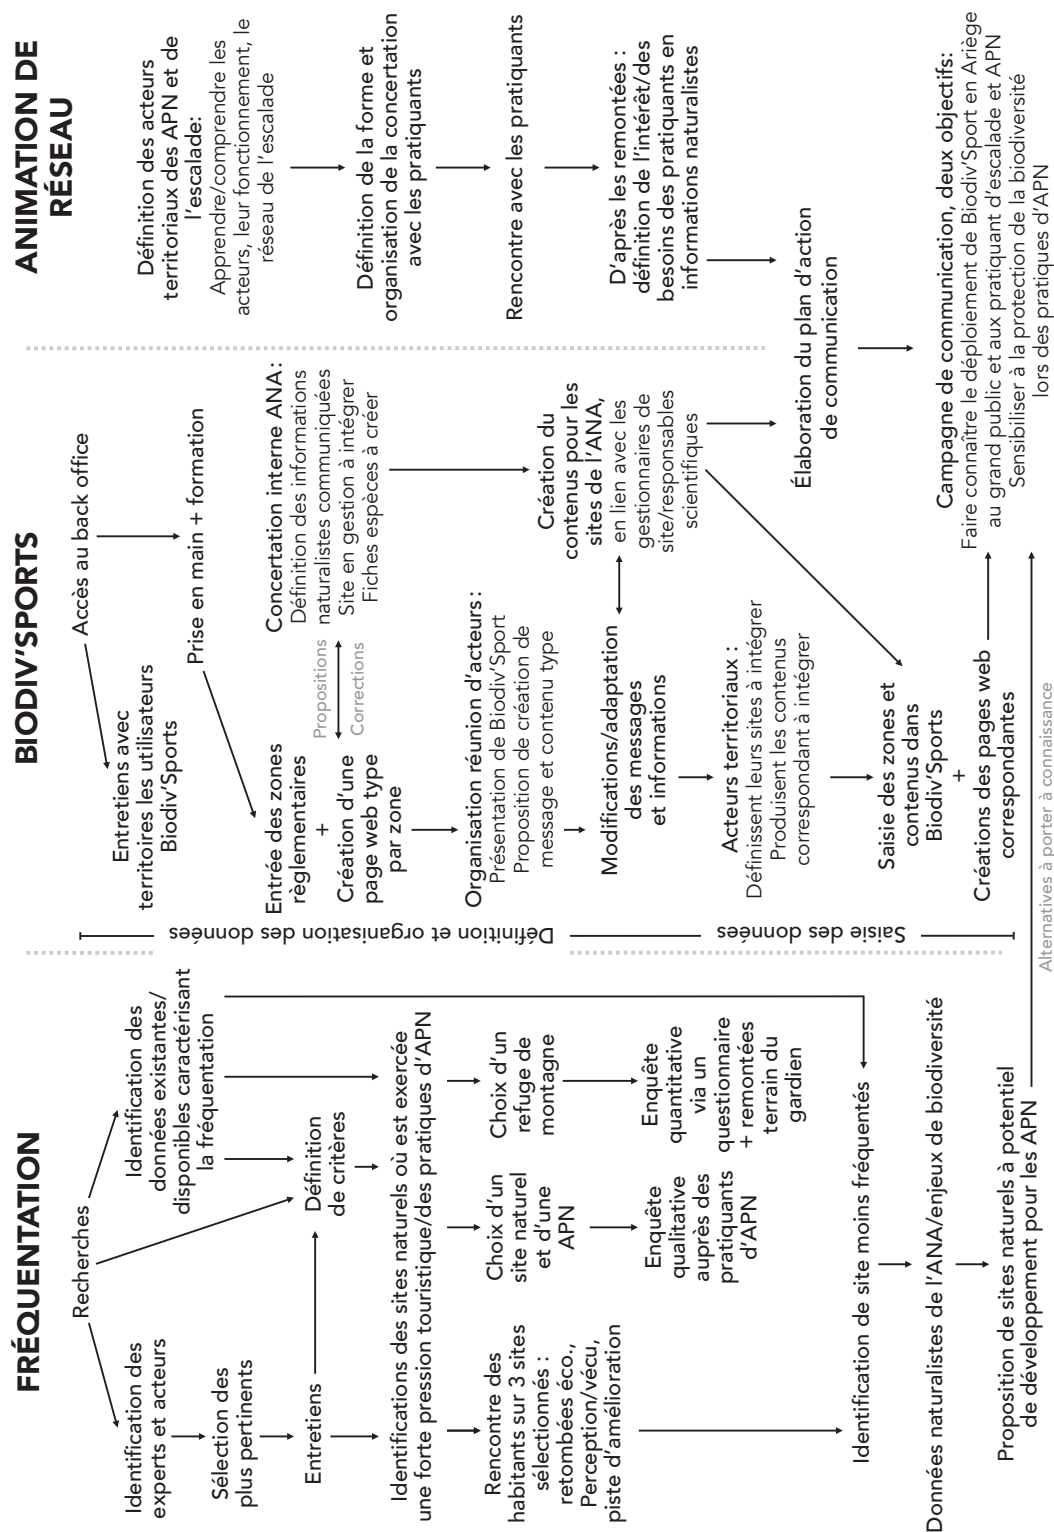 FRÉQUENTATION
Recherches
Identification des
experts et acteurs
Sélection des
plus pertinents
Entretiens
Identification des
données existantes/
disponibles caractérisant
la fréquentation
Définition
de critères
Identifications des sites naturels où est exercée
une forte pression touristique/des pratiques d'APN
Rencontre des
habitants sur 3 sites
sélectionnés :
retombées éco.,
Perception/vécu,
piste d'amélioration
Choix d'un
site naturel
et d'une
APN
Enquête
qualitative
auprès des
pratiquants
d'APN
Choix d'un
refuge de
montagne
Enquête
quantitative
via un
questionnaire
+ remontées
terrain du
gardien
Identification de site moins fréquentés
Données naturalistes de l'ANA/enjeux de biodiversité
Proposition de sites naturels à potentiel
de développement pour les APN
Alternatives à porter à connaissance
Définition et organisation des données
Saisie des données
BIODIV'SPORTS
Accès au back office
Entretiens avec
territoires les utilisateurs
Biodiv'Sports
Prise en main + formation
Entrée des zones
règlementaires
+
Création d'une
page web type
par zone
Propositions
Corrections
Concertation interne ANA:
Définition des informations
naturalistes communiquées
Site en gestion à intégrer
Fiches espèces à créer
Organisation réunion d'acteurs :
Présentation de Biodiv'Sport
Proposition de création de
message et contenu type
Modifications/adaptation
des messages
et informations
Création du
contenus pour les
sites de l'ANA,
en lien avec les
gestionnaires de
site/responsables
scientifiques
Acteurs territoriaux :
Définissent leurs sites à intégrer
Produisent les contenus
correspondant à intégrer
Saisie des zones et
contenus dans
Biodiv'Sports
+
Créations des pages web
correspondantes
ANIMATION DE
RÉSEAU
Définition des acteurs
territoriaux des APN et de
l'escalade:
Apprendre/comprendre les
acteurs, leur fonctionnement, le
réseau de l'escalade
Définition de la forme et
organisation de la concertation
avec les pratiquants
Rencontre avec les pratiquants
D'après les remontées :
définition de l'intérêt/des
besoins des pratiquants en
informations naturalistes
Élaboration du plan d'action
de communication
Campagne de communication, deux objectifs:
Faire connaître le déploiement de Biodiv'Sport en Ariège
au grand public et aux pratiquant d'escalade et APN
Sensibiliser à la protection de la biodiversité
lors des pratiques d'APN